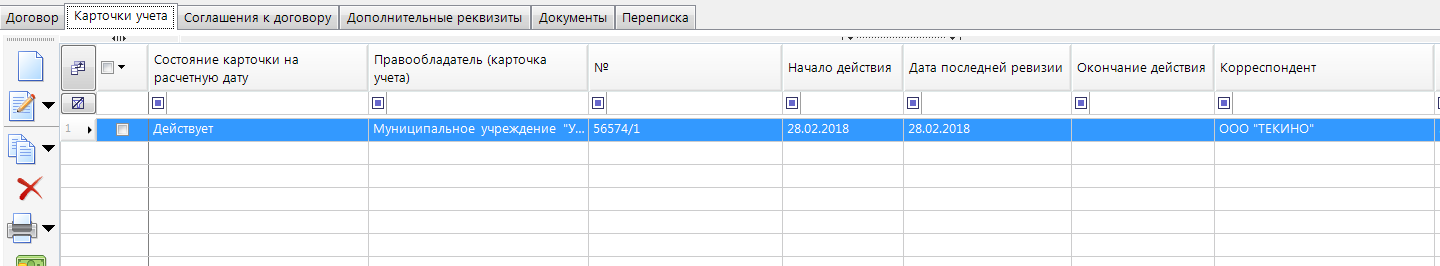 Договор Карточки учета Соглашения к договору Дополнительные реквизиты Документы Переписка
Состояние карточки на расчетную дату Правообладатель (карточка учета) № Начало действия Дата последней ревизии Окончание действия Корреспондент
1 Действует Муниципальное учреждение "У... 56574/1 28.02.2018 28.02.2018 ООО "ТЕКИНО"